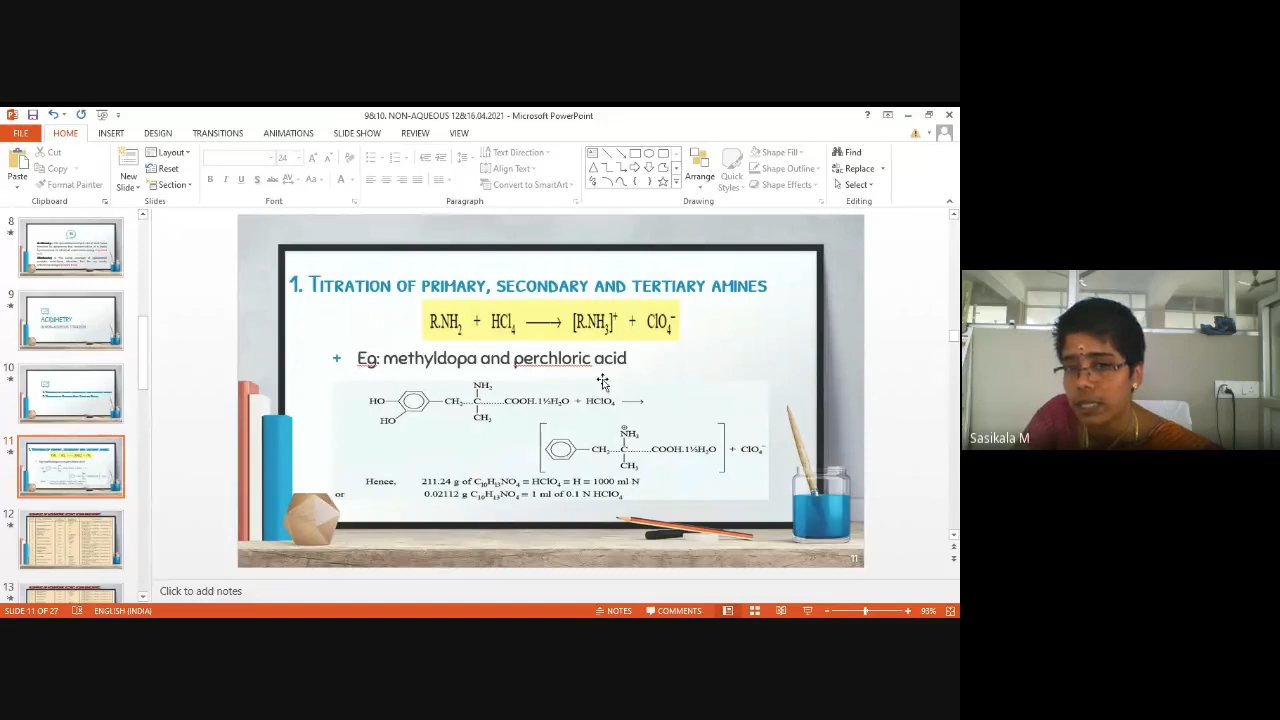 9&10. NON-AQUEOUS 12&16.04.2021 - Microsoft PowerPoint
FILE HOME INSERT DESIGN TRANSITIONS ANIMATIONS SLIDE SHOW REVIEW VIEW
Paste
Cut
Copy
Format Painter
Clipboard
New Slide
Layout
Reset
Section
Slides
24
Font
Text Direction
Align Text
Convert to SmartArt
Paragraph
Arrange
Quick Styles
Shape Fill
Shape Outline
Shape Effects
Drawing
Find
Replace
Select
Editing
8
9
ACIDIMETRY
10
11
12
13
1. TITRATION OF PRIMARY, SECONDARY AND TERTIARY AMINES
R.NH2 + HCl4 ⟶ [R.NH3]+ + ClO4−
+ Eg: methyldopa and perchloric acid
NH2
HO CH2....C.........COOH.1½H2O + HClO4 ⟶
HO CH3
⊕
NH3
CH2....C.........COOH.1½H2O + ClO4−
CH3
Hence, 211.24 g of C10H13NO4 ≡ HClO4 ≡ H ≡ 1000 ml N
or 0.02112 g C10H13NO4 ≡ 1 ml of 0.1 N HClO4
11
Click to add notes
SLIDE 11 OF 27 ENGLISH (INDIA) NOTES COMMENTS 93%
Sasikala M